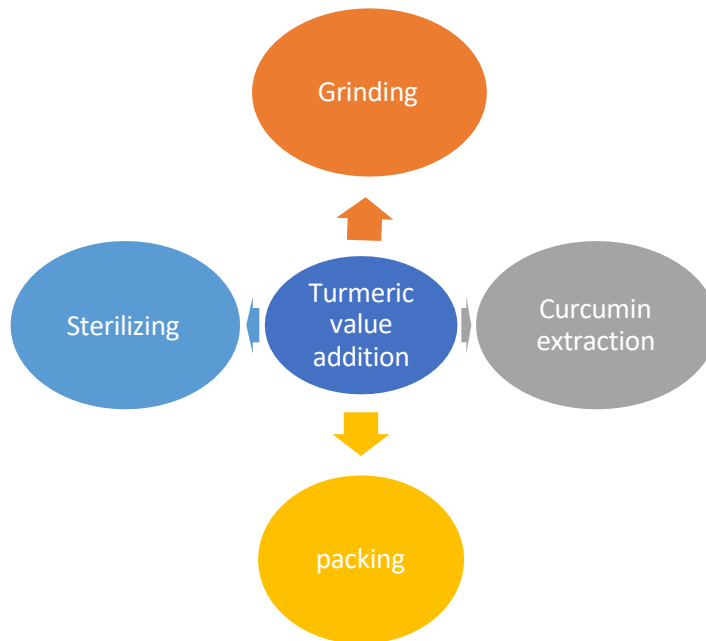 Grinding
Sterilizing
Turmeric
value
addition
Curcumin
extraction
packing